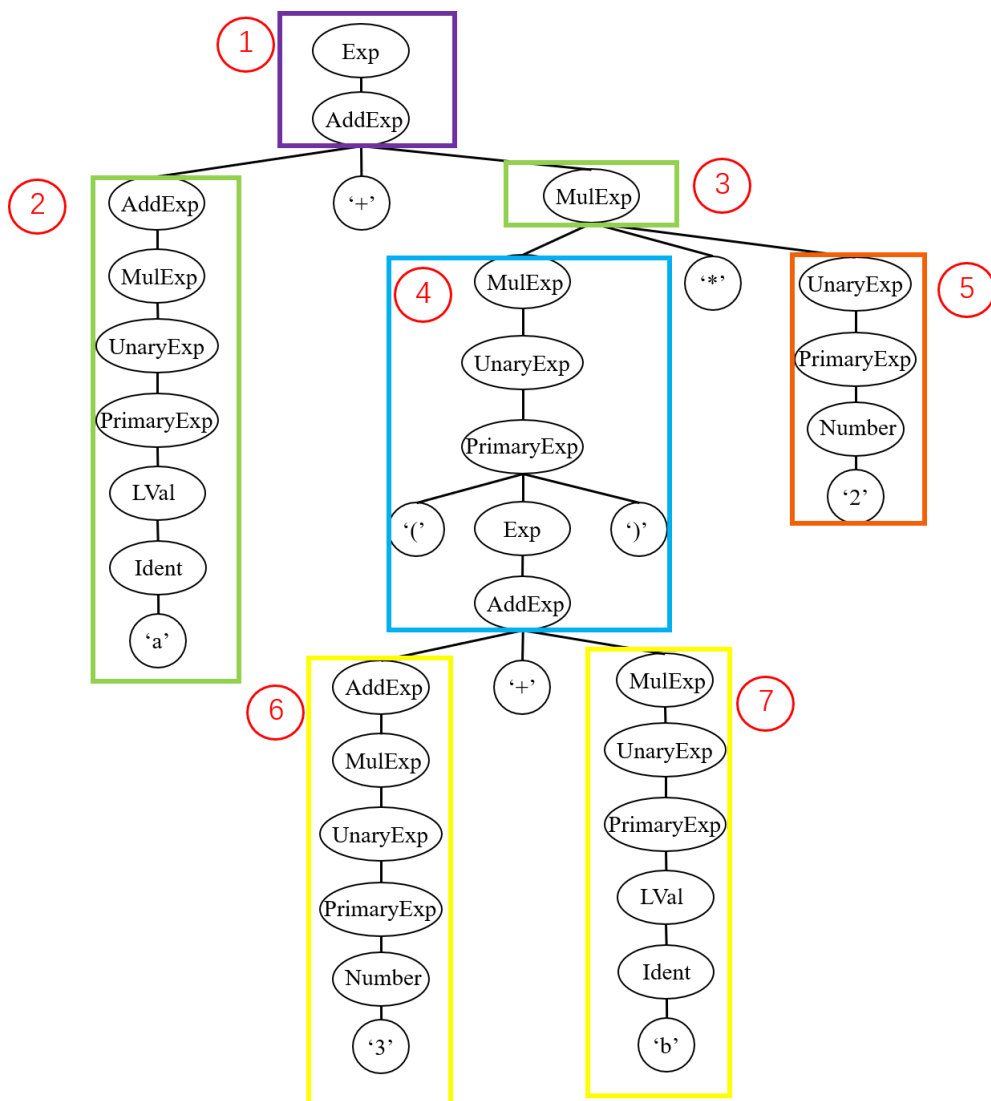 1
Exp
AddExp
2
AddExp
‘+’
MulExp
3
MulExp
UnaryExp
PrimaryExp
LVal
Ident
‘a’
4
MulExp
‘*’
UnaryExp
5
UnaryExp
PrimaryExp
‘(’
Exp
‘)’
AddExp
PrimaryExp
Number
‘2’
6
AddExp
‘+’
MulExp
7
MulExp
UnaryExp
PrimaryExp
Number
‘3’
UnaryExp
PrimaryExp
LVal
Ident
‘b’